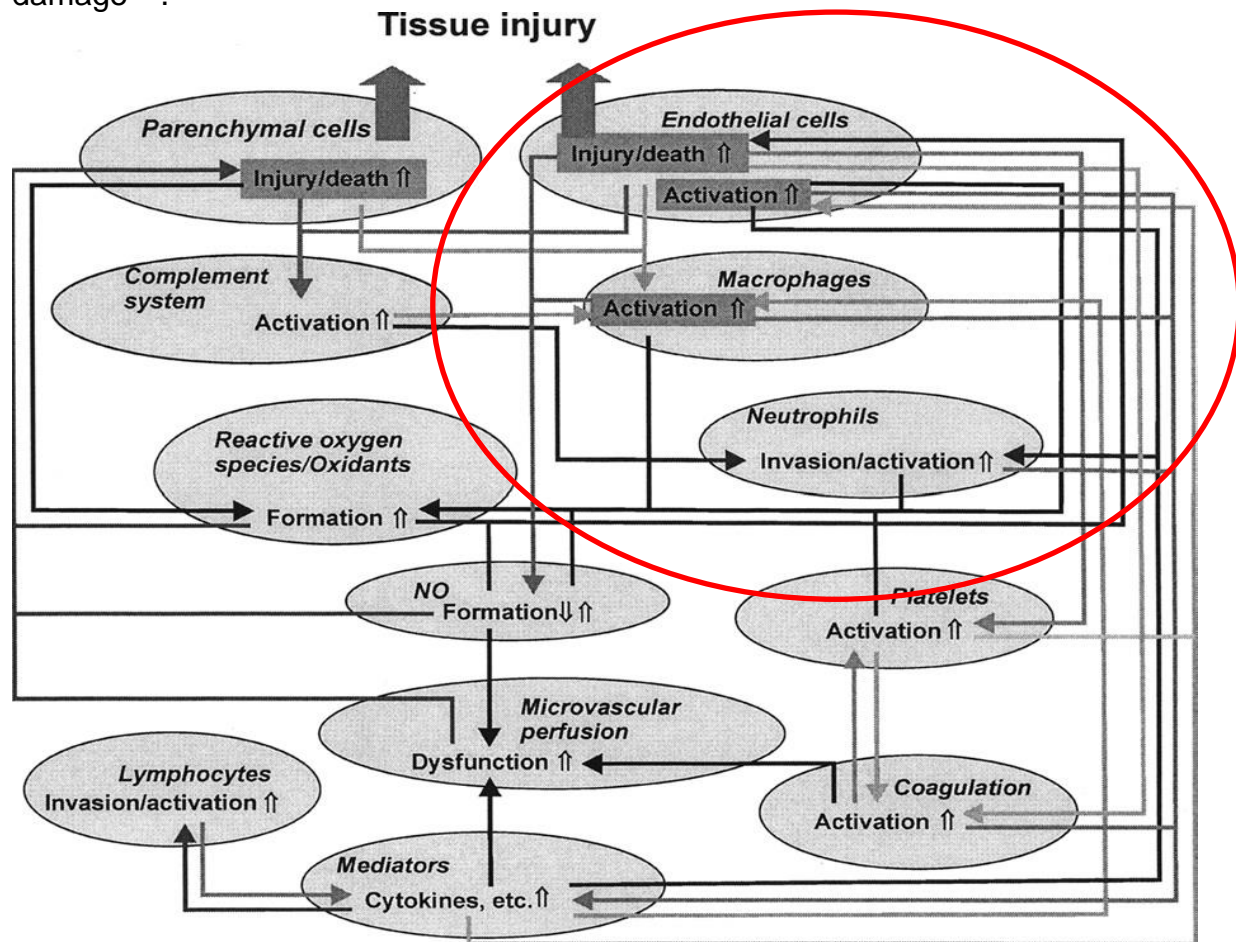 damage
Tissue injury
Parenchymal cells
Injury/death ⇑
Endothelial cells
Injury/death ⇑
Activation ⇑
Complement
system
Activation ⇑
Macrophages
Activation ⇑
Reactive oxygen
species/Oxidants
Formation ⇑
Neutrophils
Invasion/activation ⇑
NO
Formation⇓⇑
Platelets
Activation ⇑
Microvascular
perfusion
Dysfunction ⇑
Lymphocytes
Invasion/activation ⇑
Coagulation
Activation ⇑
Mediators
Cytokines, etc.⇑